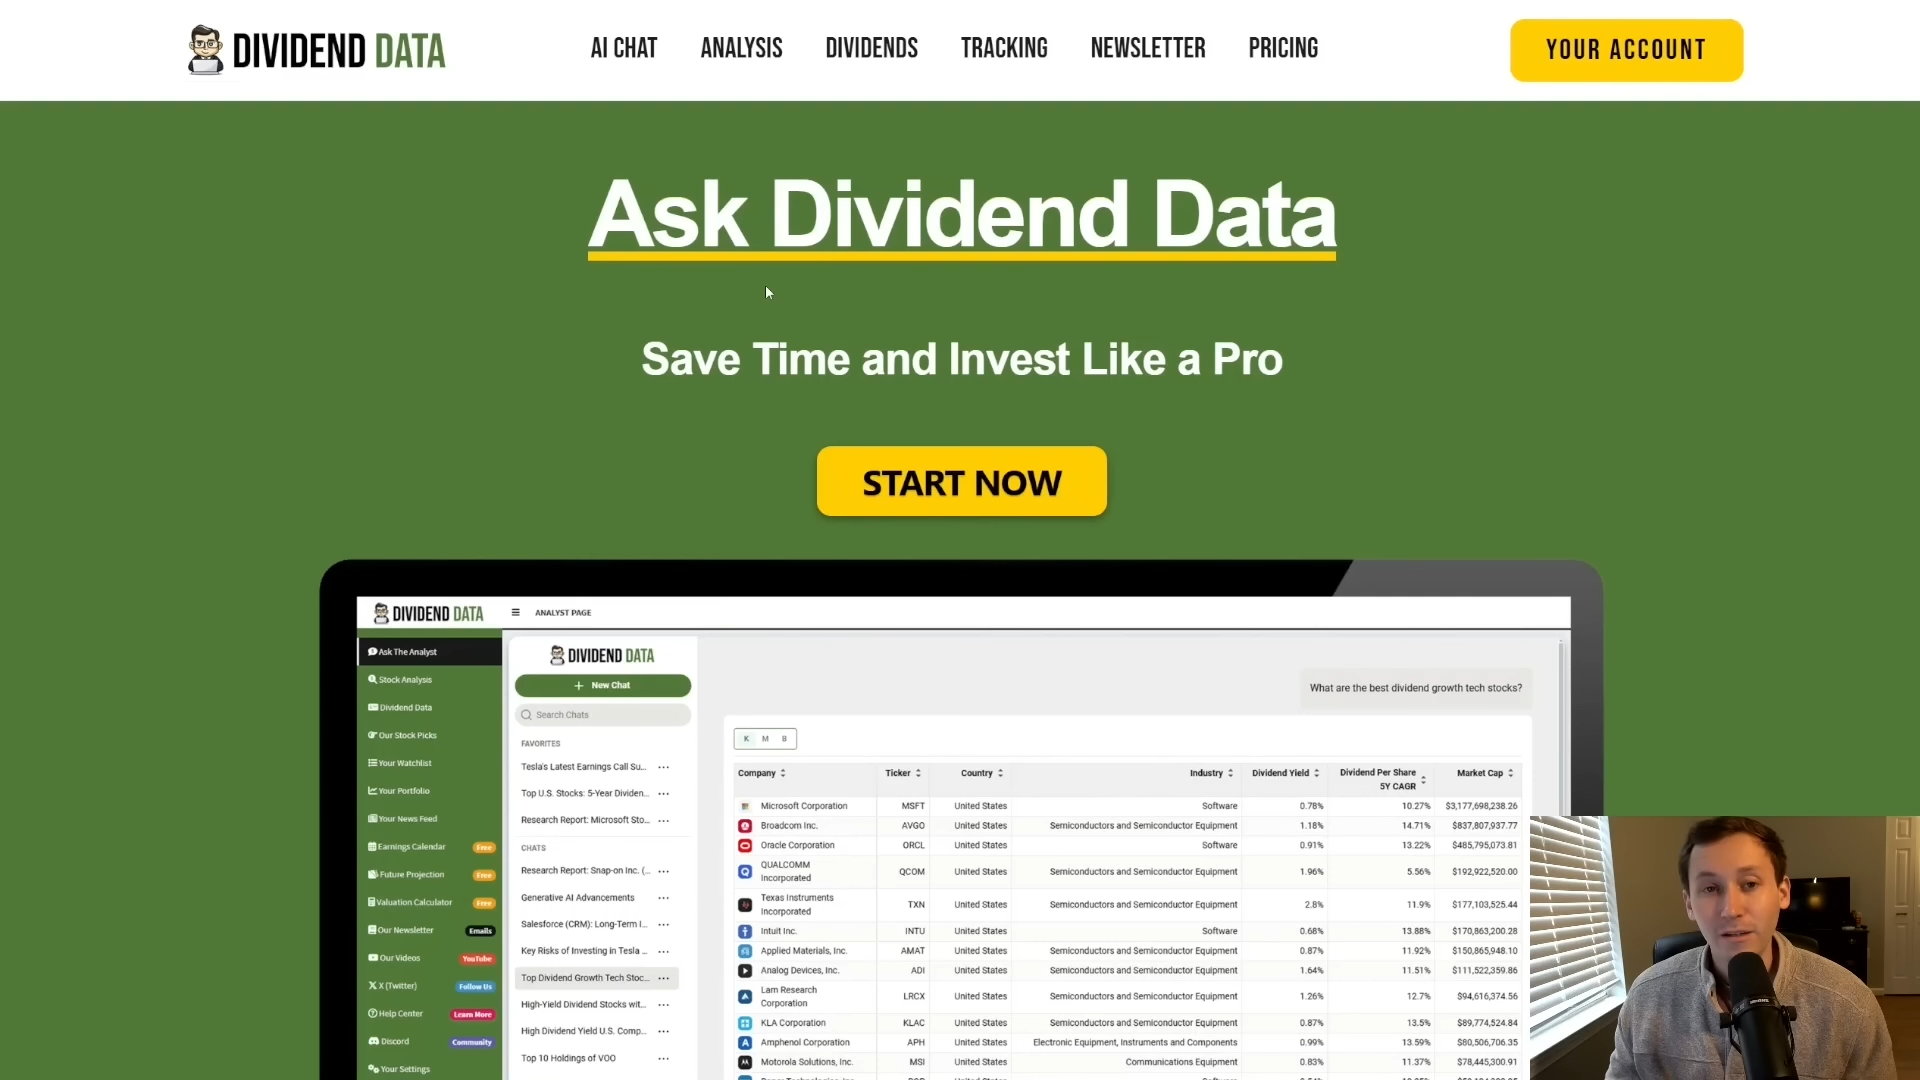 DIVIDEND DATA
AI CHAT
ANALYSIS
DIVIDENDS
TRACKING
NEWSLETTER
PRICING
YOUR ACCOUNT
Ask Dividend Data
Save Time and Invest Like a Pro
START NOW
DIVIDEND DATA
ANALYST PAGE
Ask The Analyst
Stock Analysis
Dividend Data
Our Stock Picks
Your Watchlist
Your Portfolio
Your News Feed
Earnings Calendar Free
Future Projection Free
Valuation Calculator Free
Our Newsletter Emails
Our Videos YouTube
X (Twitter) Follow Us
Help Center Learn More
Discord Community
Your Settings
DIVIDEND DATA
+ New Chat
Search Chats
FAVORITES
Tesla's Latest Earnings Call Su...
Top U.S. Stocks: 5-Year Dividen...
Research Report: Microsoft Sto...
CHATS
Research Report: Snap-on Inc. (...
Generative AI Advancements
Salesforce (CRM): Long-Term I...
Key Risks of Investing in Tesla ...
Top Dividend Growth Tech Stoc...
High-Yield Dividend Stocks wit...
High Dividend Yield U.S. Comp...
Top 10 Holdings of VOO
What are the best dividend growth tech stocks?
K M B
Company Ticker Country Industry Dividend Yield Dividend Per Share 5Y CAGR Market Cap
Microsoft Corporation MSFT United States Software 0.78% 10.27% $3,177,698,238.26
Broadcom Inc. AVGO United States Semiconductors and Semiconductor Equipment 1.18% 14.71% $837,807,937.77
Oracle Corporation ORCL United States Software 0.91% 13.22% $485,795,073.81
QUALCOMM Incorporated QCOM United States Semiconductors and Semiconductor Equipment 1.96% 5.56% $192,922,520.00
Texas Instruments Incorporated TXN United States Semiconductors and Semiconductor Equipment 2.8% 11.9% $177,103,525.44
Intuit Inc. INTU United States Software 0.68% 13.88% $170,863,200.28
Applied Materials, Inc. AMAT United States Semiconductors and Semiconductor Equipment 0.87% 11.92% $150,865,948.10
Analog Devices, Inc. ADI United States Semiconductors and Semiconductor Equipment 1.64% 11.51% $111,522,359.86
Lam Research Corporation LRCX United States Semiconductors and Semiconductor Equipment 1.26% 12.7% $94,616,374.56
KLA Corporation KLAC United States Semiconductors and Semiconductor Equipment 0.87% 13.5% $89,774,524.84
Amphenol Corporation APH United States Electronic Equipment, Instruments and Components 0.99% 13.59% $80,506,706.35
Motorola Solutions, Inc. MSI United States Communications Equipment 0.83% 11.37% $78,445,300.91